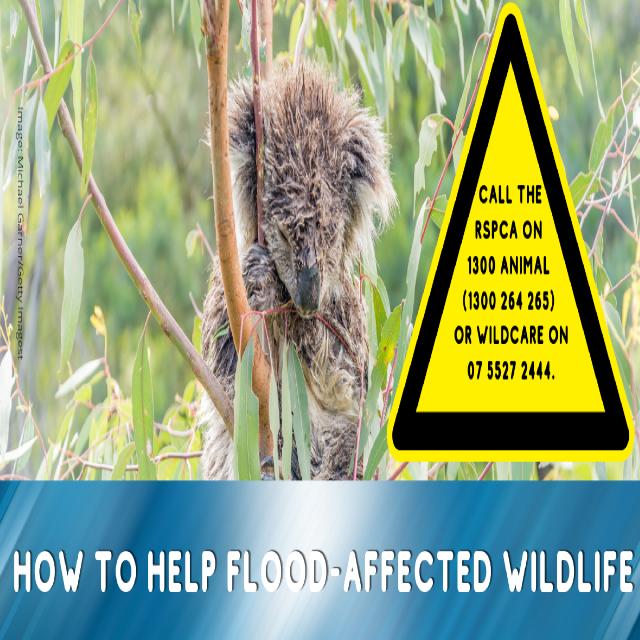 Image: Michael Garner/Getty Images
CALL THE
RSPCA ON
1300 ANIMAL
(1300 264 265)
OR WILDCARE ON
07 5527 2444.
HOW TO HELP FLOOD-AFFECTED WILDLIFE